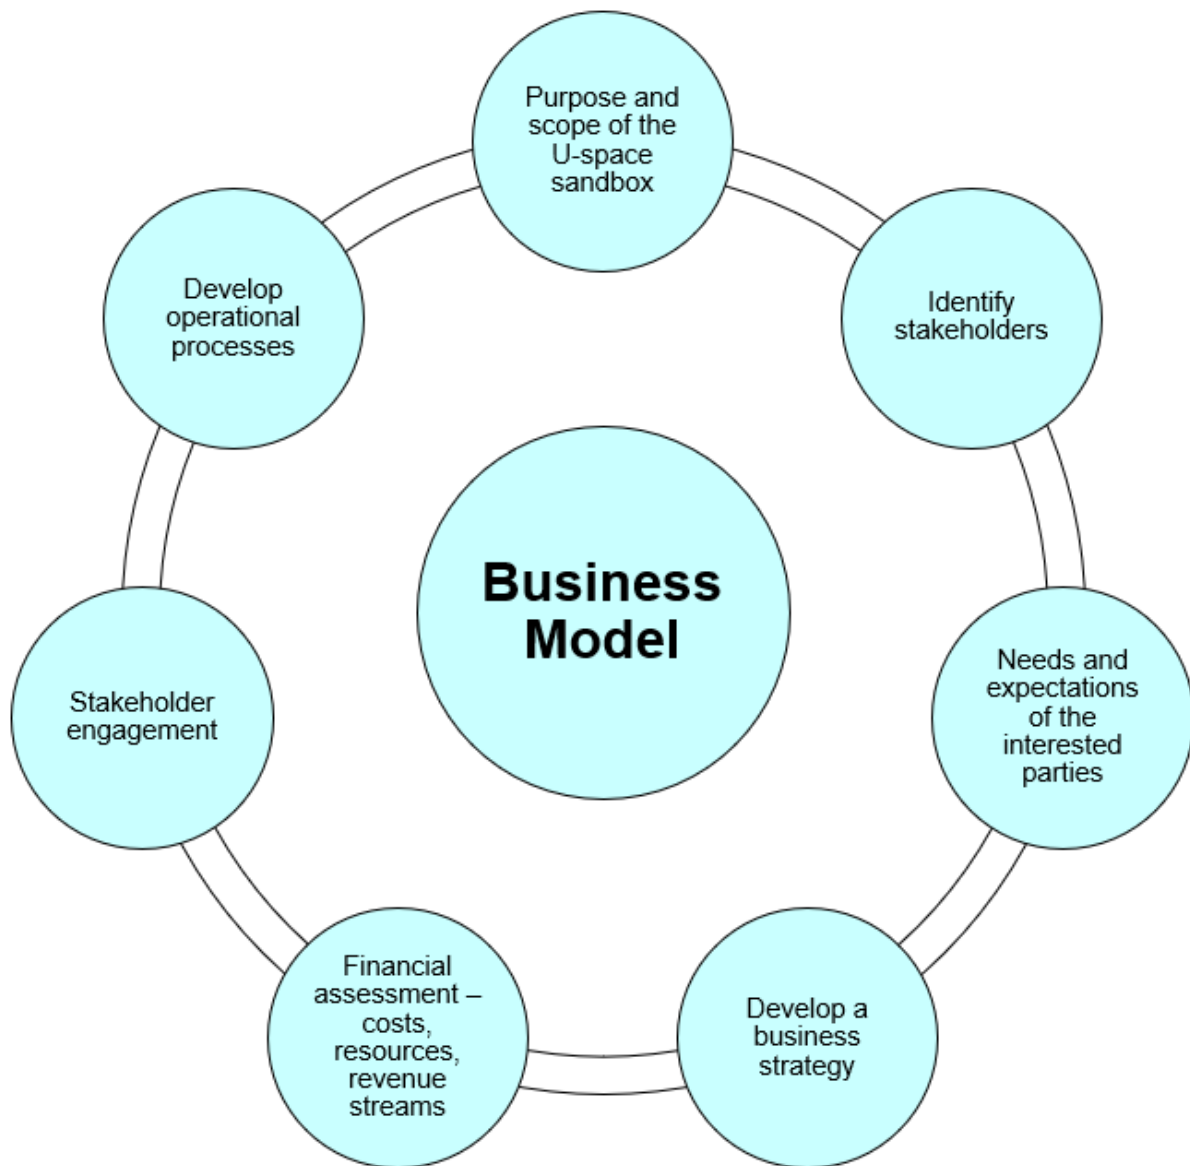 Purpose and
scope of the
U-space
sandbox
Identify
stakeholders
Needs and
expectations
of the
interested
parties
Develop a
business
strategy
Financial
assessment –
costs,
resources,
revenue
streams
Stakeholder
engagement
Develop
operational
processes
Business
Model